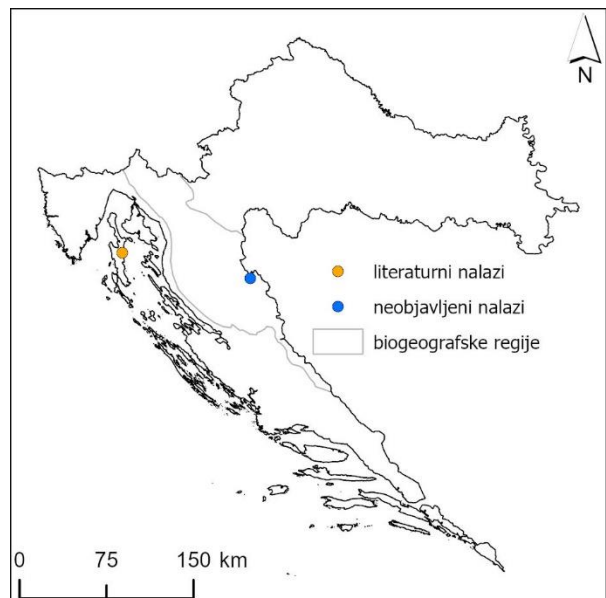 N
literaturni nalazi
neobjavljeni nalazi
biogeografske regije
0 75 150 km